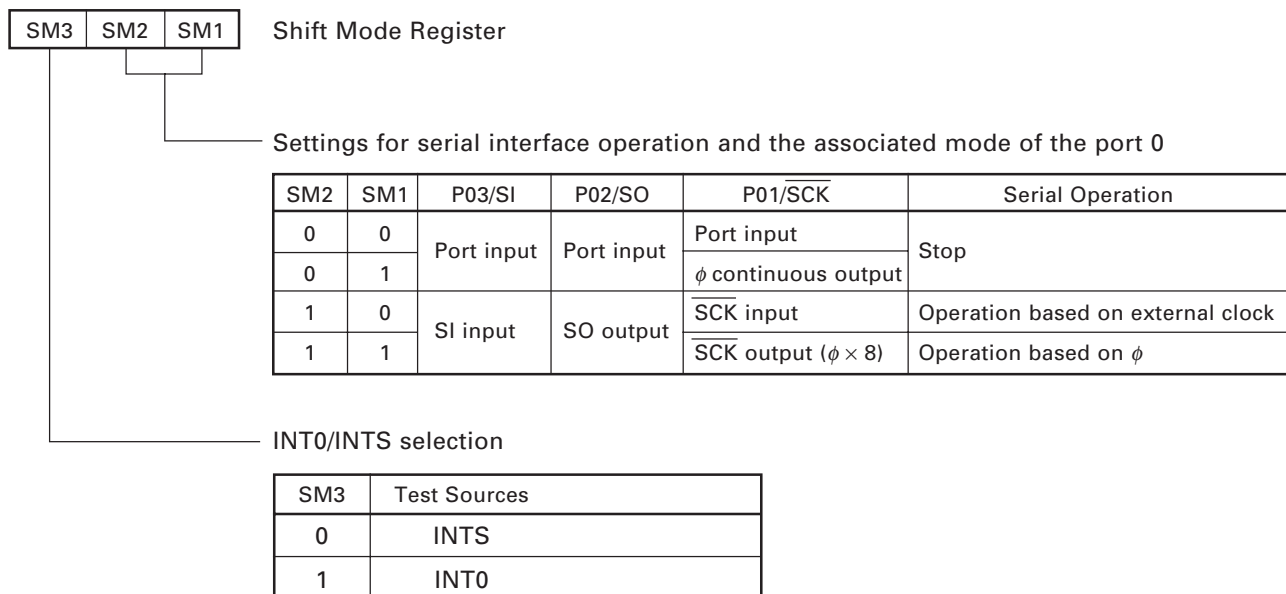 SM3 SM2 SM1 Shift Mode Register
Settings for serial interface operation and the associated mode of the port 0
SM2 SM1 P03/SI P02/SO P01/S̅C̅K̅ Serial Operation
0 0 Port input Port input Port input Stop
0 1 ϕ continuous output
1 0 SI input SO output S̅C̅K̅ input Operation based on external clock
1 1 S̅C̅K̅ output (ϕ × 8) Operation based on ϕ
INT0/INTS selection
SM3 Test Sources
0 INTS
1 INT0